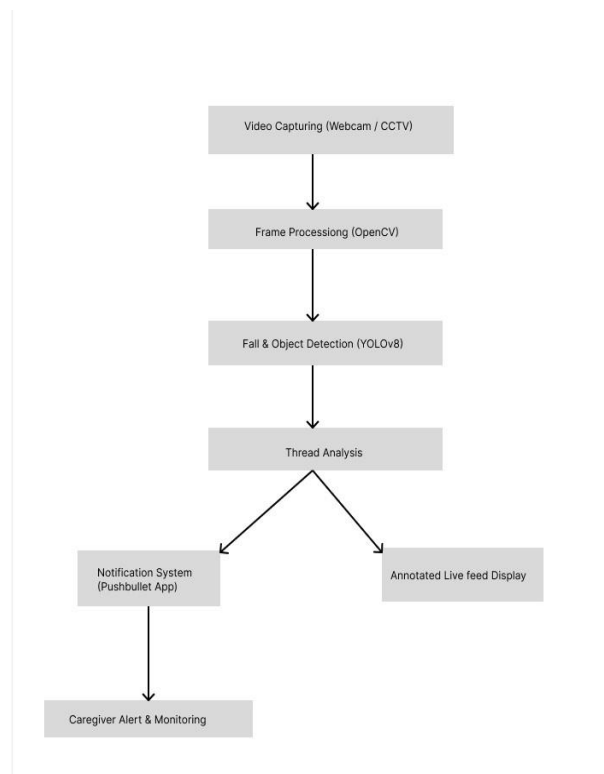 Video Capturing (Webcam / CCTV)
Frame Processiong (OpenCV)
Fall & Object Detection (YOLOv8)
Thread Analysis
Notification System
(Pushbullet App)
Annotated Live feed Display
Caregiver Alert & Monitoring